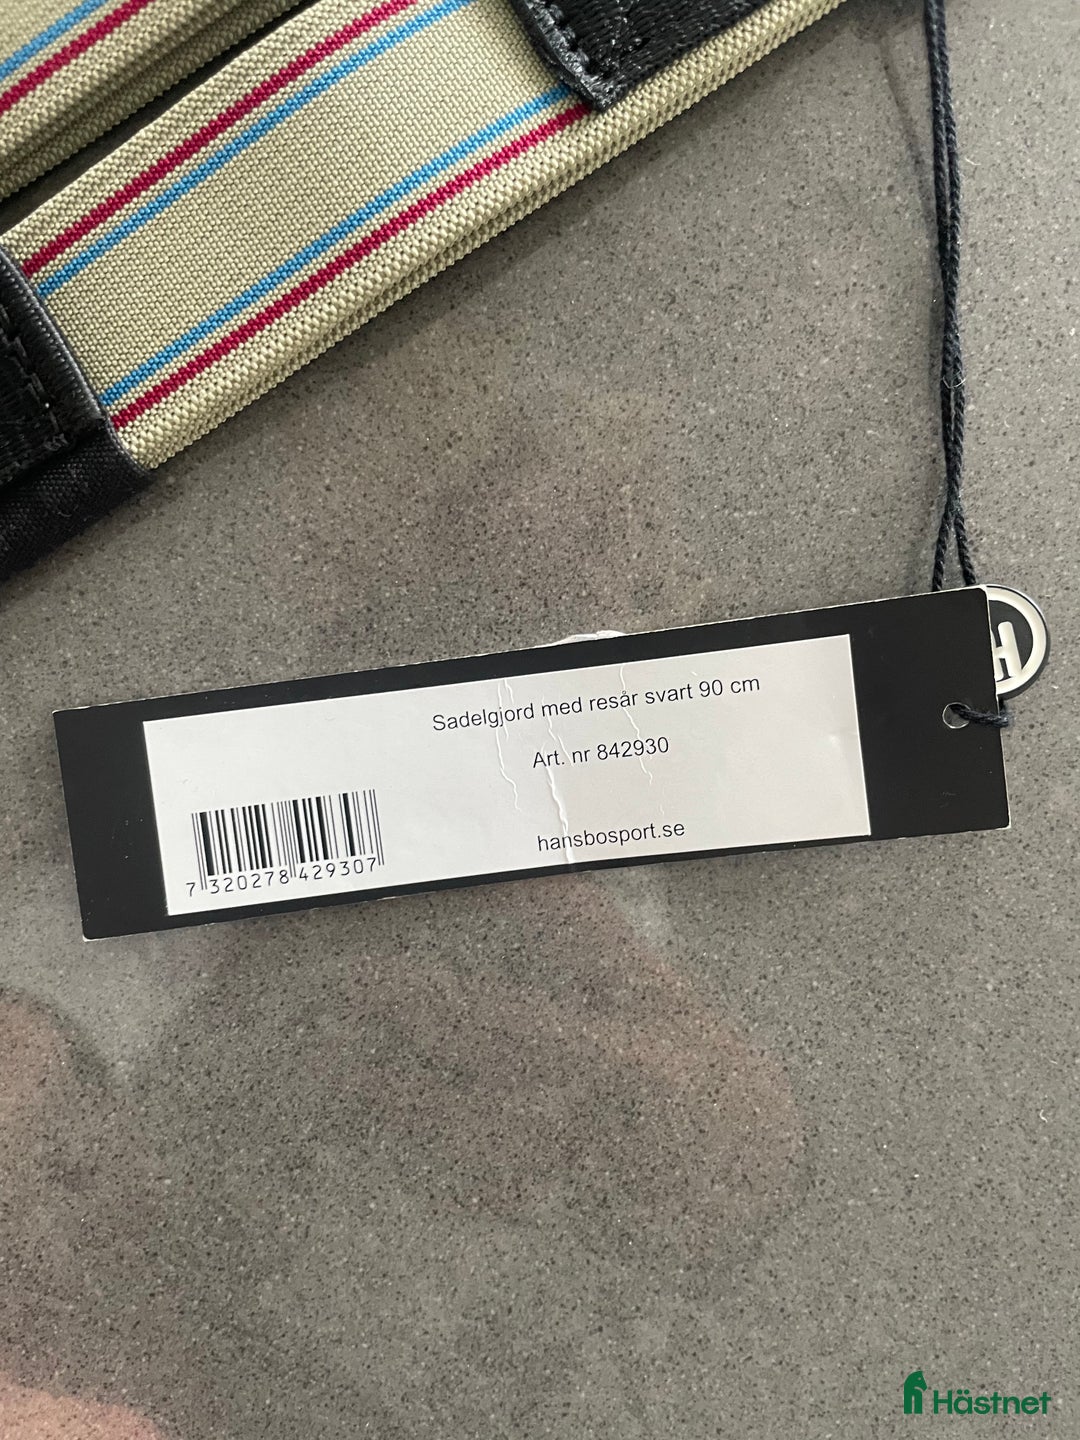 Sadelgjord med resår svart 90 cm
Art. nr 842930
hansbosport.se
7 320278 429307
H
Hästnet